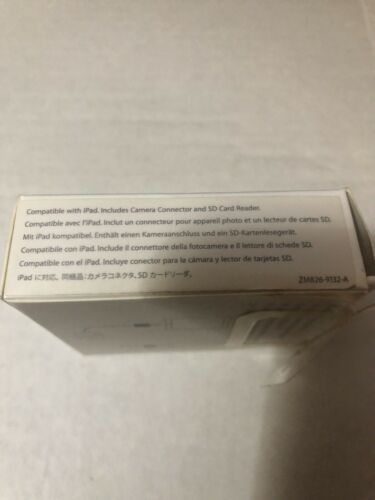 Compatible with iPad. Includes Camera Connector and SD Card Reader.
Compatible avec l'iPad. Inclut un connecteur pour appareil photo et un lecteur de cartes SD.
Mit iPad kompatibel. Enthält einen Kameraanschluss und ein SD-Kartenlesegerät.
Compatibile con iPad. Include il connettore della fotocamera e il lettore di schede SD.
Compatible con el iPad. Incluye conector para la cámara y lector de tarjetas SD.
iPad に対応。同梱品:カメラコネクタ、SD カードリーダ。
ZM826-9132-A